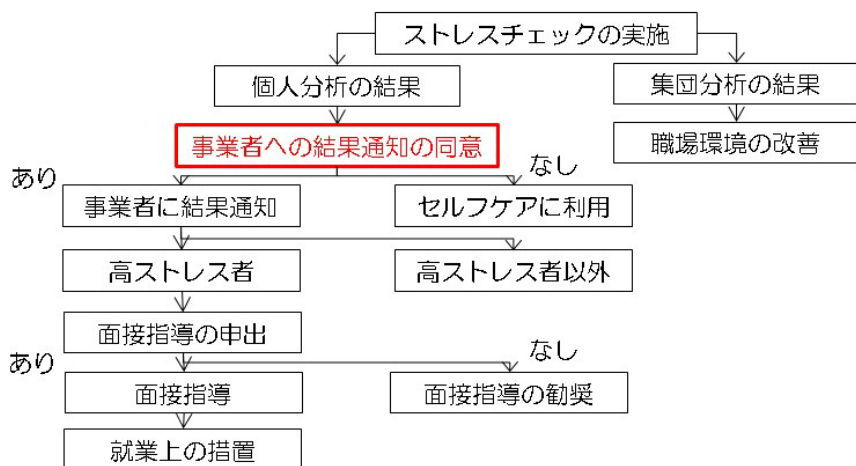 ストレスチェックの実施
個人分析の結果
集団分析の結果
事業者への結果通知の同意
職場環境の改善
あり
なし
事業者に結果通知
セルフケアに利用
高ストレス者
高ストレス者以外
面接指導の申出
あり
なし
面接指導
面接指導の勧奨
就業上の措置